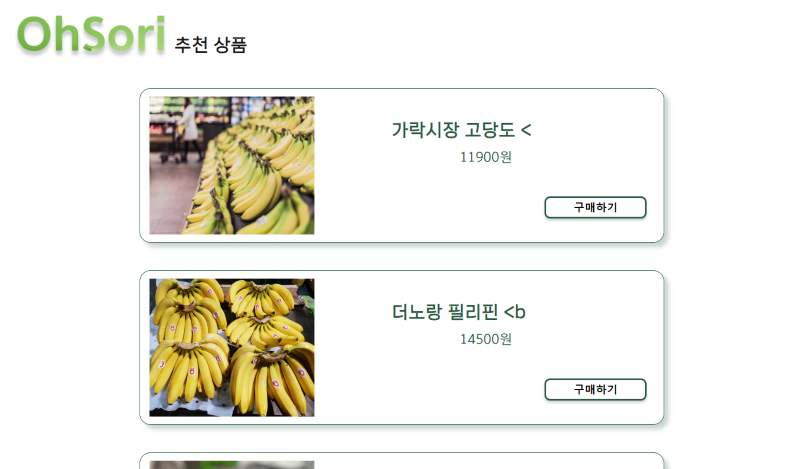 OhSori 추천 상품
가락시장 고당도 <
11900원
구매하기
더노랑 필리핀 <b
14500원
구매하기